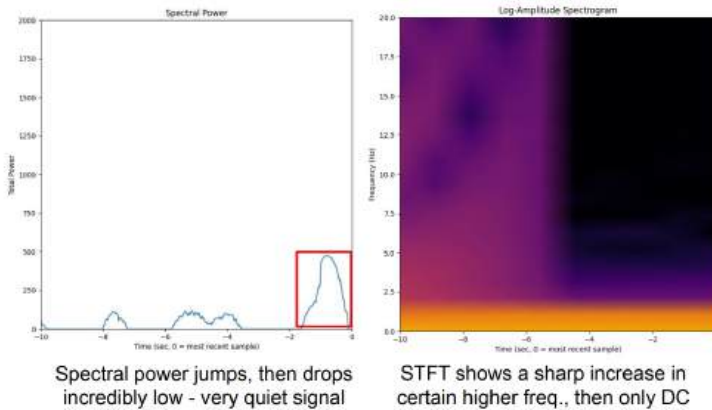 Spectral Power
2000
1750
1500
1250
1000
750
500
250
0
Total Power
−10
−8
−6
−4
−2
0
Time (sec, 0 = most recent sample)
Spectral power jumps, then drops
incredibly low - very quiet signal
Log-Amplitude Spectrogram
20.0
17.5
15.0
12.5
10.0
7.5
5.0
2.5
0.0
Frequency (Hz)
−10
−8
−6
−4
−2
Time (sec, 0 = most recent sample)
STFT shows a sharp increase in
certain higher freq., then only DC